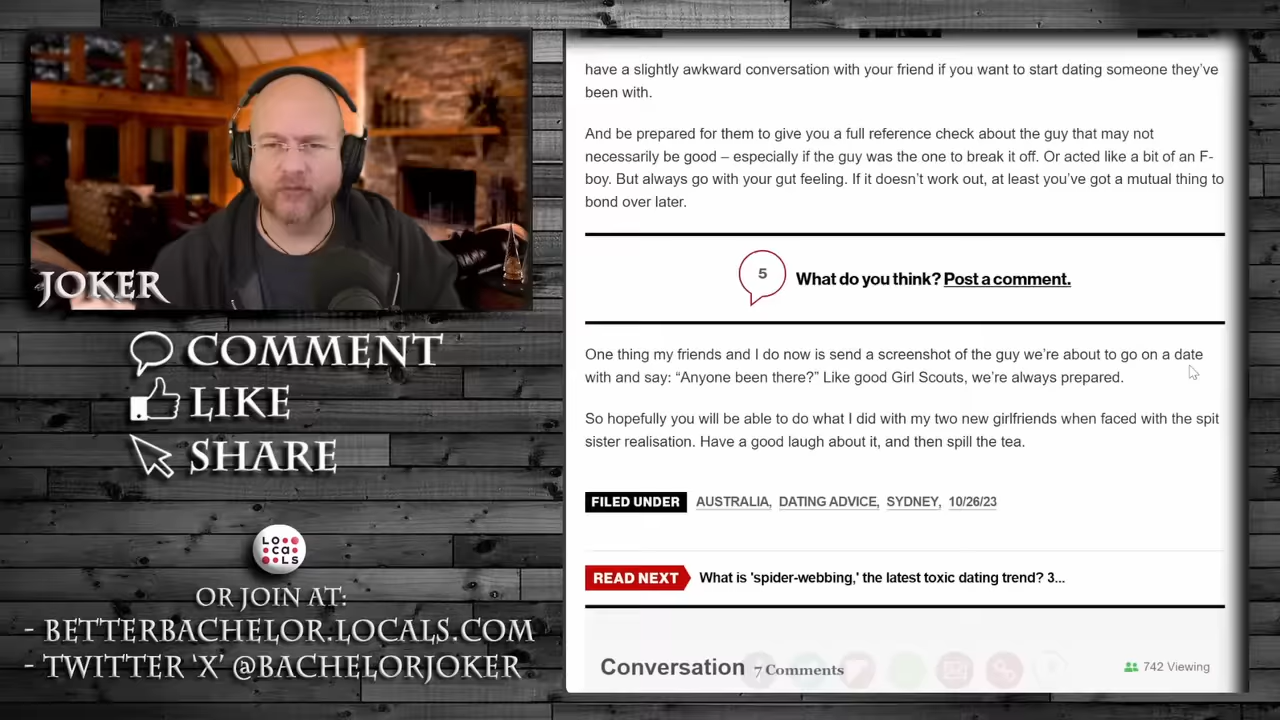 JOKER
COMMENT
LIKE
SHARE
LOCALS
OR JOIN AT:
- BETTERBACHELOR.LOCALS.COM
- TWITTER ‘X’ @BACHELORJOKER
have a slightly awkward conversation with your friend if you want to start dating someone they’ve
been with.
And be prepared for them to give you a full reference check about the guy that may not
necessarily be good – especially if the guy was the one to break it off. Or acted like a bit of an F-
boy. But always go with your gut feeling. If it doesn’t work out, at least you’ve got a mutual thing to
bond over later.
5 What do you think? Post a comment.
One thing my friends and I do now is send a screenshot of the guy we’re about to go on a date
with and say: “Anyone been there?” Like good Girl Scouts, we’re always prepared.
So hopefully you will be able to do what I did with my two new girlfriends when faced with the spit
sister realisation. Have a good laugh about it, and then spill the tea.
FILED UNDER AUSTRALIA, DATING ADVICE, SYDNEY, 10/26/23
READ NEXT What is 'spider-webbing,' the latest toxic dating trend? 3...
Conversation 7 Comments 742 Viewing